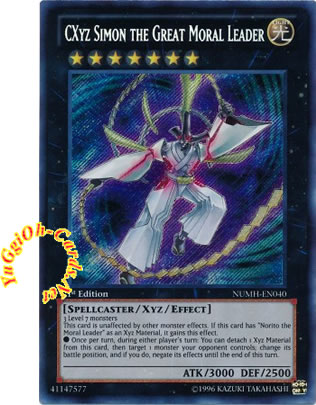 CXyz Simon the Great Moral Leader
光
YuGgiOh-Cards.Net
1st Edition
NUMH-EN040
[Spellcaster/Xyz/Effect]
3 Level 7 monsters
This card is unaffected by other monster effects. If this card has "Norito the
Moral Leader" as an Xyz Material, it gains this effect.
● Once per turn, during either player's turn: You can detach 1 Xyz Material
from this card, then target 1 monster your opponent controls; change its
battle position, and if you do, negate its effects until the end of this turn.
ATK/3000 DEF/2500
41147577
©1996 KAZUKI TAKAHASHI